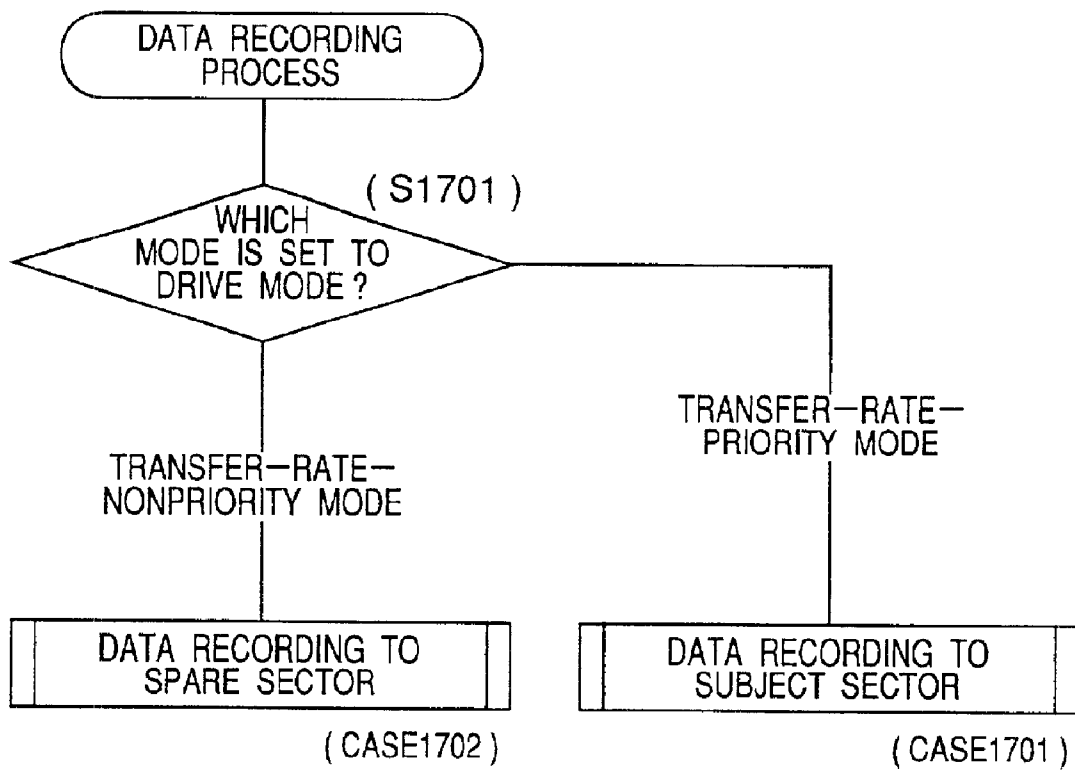 DATA RECORDING
PROCESS
( S1701 )
WHICH
MODE IS SET TO
DRIVE MODE ?
TRANSFER-RATE-
PRIORITY MODE
TRANSFER-RATE-
NONPRIORITY MODE
DATA RECORDING TO
SPARE SECTOR
( CASE1702 )
DATA RECORDING TO
SUBJECT SECTOR
( CASE1701 )